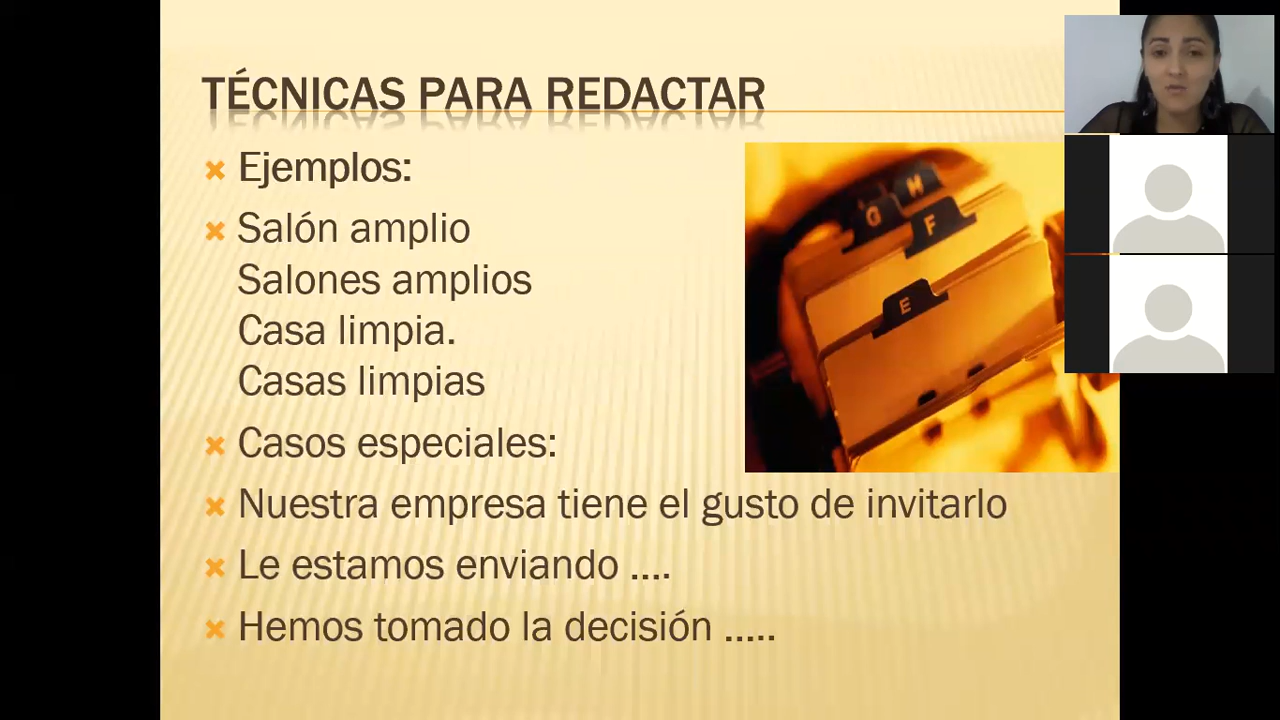 TÉCNICAS PARA REDACTAR
Ejemplos:
Salón amplio
Salones amplios
Casa limpia.
Casas limpias
Casos especiales:
Nuestra empresa tiene el gusto de invitarlo
Le estamos enviando ....
Hemos tomado la decisión .....
M
G
F
E